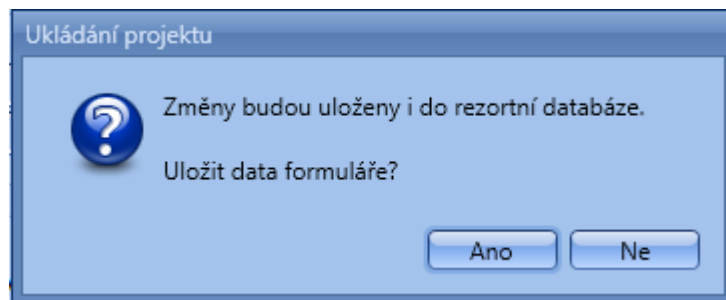 Ukládání projektu
Změny budou uloženy i do rezortní databáze.
Uložit data formuláře?
Ano
Ne